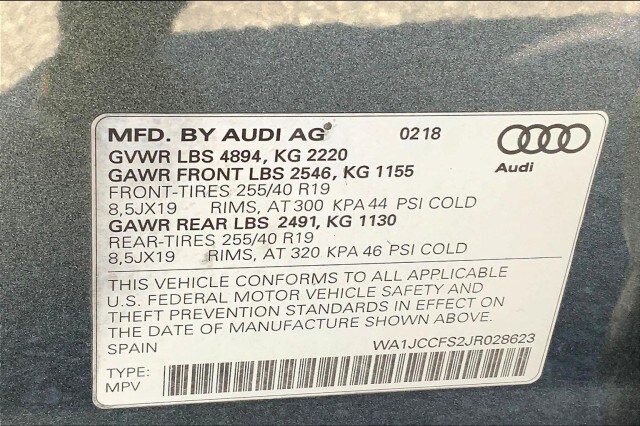 MFD. BY AUDI AG 0218
Audi
GVWR LBS 4894, KG 2220
GAWR FRONT LBS 2546, KG 1155
FRONT-TIRES 255/40 R19
8,5JX19 RIMS, AT 300 KPA 44 PSI COLD
GAWR REAR LBS 2491, KG 1130
REAR-TIRES 255/40 R19
8,5JX19 RIMS, AT 320 KPA 46 PSI COLD
THIS VEHICLE CONFORMS TO ALL APPLICABLE
U.S. FEDERAL MOTOR VEHICLE SAFETY AND
THEFT PREVENTION STANDARDS IN EFFECT ON
THE DATE OF MANUFACTURE SHOWN ABOVE.
SPAIN WA1JCCFS2JR028623
TYPE:
MPV